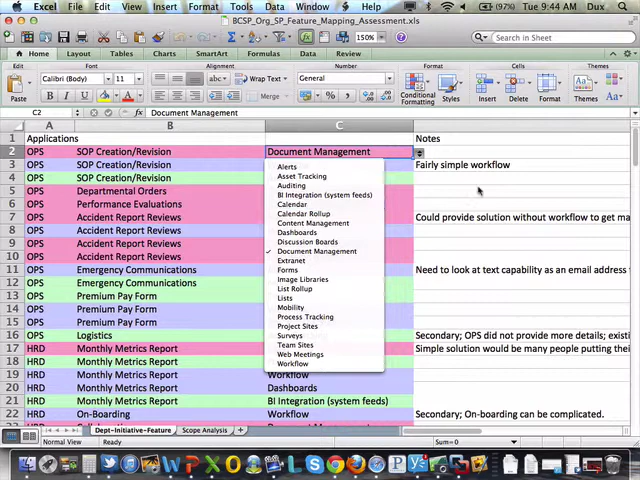 Excel File Edit View Insert Format Tools Data Window Help (97%) Tue 9:44 AM Dux
BCSP_Org_SP_Feature_Mapping_Assessment.xls
150% Search in Sheet
Home Layout Tables Charts SmartArt Formulas Data Review
Edit Font Alignment Number Format Cells Themes
Paste Calibri (Body) 11 Wrap Text General Conditional Formatting Styles Insert Delete Format Themes Aa
B I U Merge
C2 fx Document Management
A B C
1 Applications Notes
2 OPS SOP Creation/Revision Document Management
3 OPS SOP Creation/Revision Fairly simple workflow
4 OPS SOP Creation/Revision
5 OPS Departmental Orders
6 OPS Performance Evaluations
7 OPS Accident Report Reviews Could provide solution without workflow to get ma
8 OPS Accident Report Reviews
9 OPS Accident Report Reviews
10 OPS Accident Report Reviews
11 OPS Emergency Communications Need to look at text capability as an email address
12 OPS Emergency Communications
13 OPS Premium Pay Form
14 OPS Premium Pay Form
15 OPS Premium Pay Form
16 OPS Logistics Secondary; OPS did not provide more details; exist
17 HRD Monthly Metrics Report Simple solution would be many people putting thei
18 HRD Monthly Metrics Report
19 HRD Monthly Metrics Report Workflow
20 HRD Monthly Metrics Report Dashboards
21 HRD Monthly Metrics Report BI Integration (system feeds)
22 HRD On-Boarding Workflow Secondary; On-boarding can be complicated.
Alerts
Asset Tracking
Auditing
BI Integration (system feeds)
Calendar
Calendar Rollup
Content Management
Dashboards
Discussion Boards
Document Management
Extranet
Forms
Image Libraries
List Rollup
Lists
Mobility
Process Tracking
Project Sites
Surveys
Team Sites
Web Meetings
Workflow
Dept-Initiative-Feature Scope Analysis
Normal View Ready Sum=0